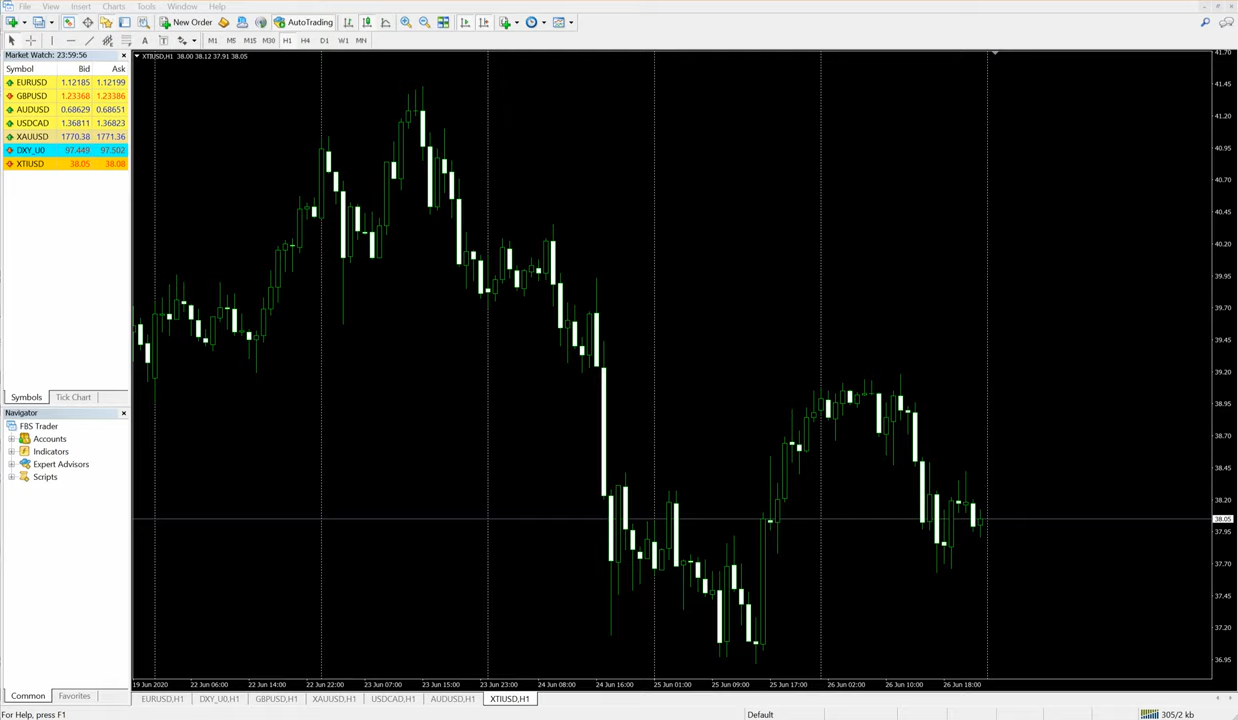 File View Insert Charts Tools Window Help
New Order AutoTrading
A T M1 M5 M15 M30 H1 H4 D1 W1 MN
Market Watch: 23:59:56
Symbol Bid Ask
EURUSD 1.12185 1.12199
GBPUSD 1.23368 1.23386
AUDUSD 0.68629 0.68651
USDCAD 1.36811 1.36823
XAUUSD 1770.38 1771.36
DXY_U0 97.449 97.502
XTIUSD 38.05 38.08
Symbols Tick Chart
Navigator
FBS Trader
Accounts
Indicators
Expert Advisors
Scripts
Common Favorites
XTIUSD,H1 38.00 38.12 37.91 38.05
41.70
41.45
41.20
40.95
40.70
40.45
40.20
39.95
39.70
39.45
39.20
38.95
38.70
38.45
38.20
38.05
37.95
37.70
37.45
37.20
36.95
19 Jun 2020 22 Jun 06:00 22 Jun 14:00 22 Jun 22:00 23 Jun 07:00 23 Jun 15:00 23 Jun 23:00 24 Jun 08:00 24 Jun 16:00 25 Jun 01:00 25 Jun 09:00 25 Jun 17:00 26 Jun 02:00 26 Jun 10:00 26 Jun 18:00
EURUSD,H1 DXY_U0,H1 GBPUSD,H1 XAUUSD,H1 USDCAD,H1 AUDUSD,H1 XTIUSD,H1
For Help, press F1 Default 305/2 kb